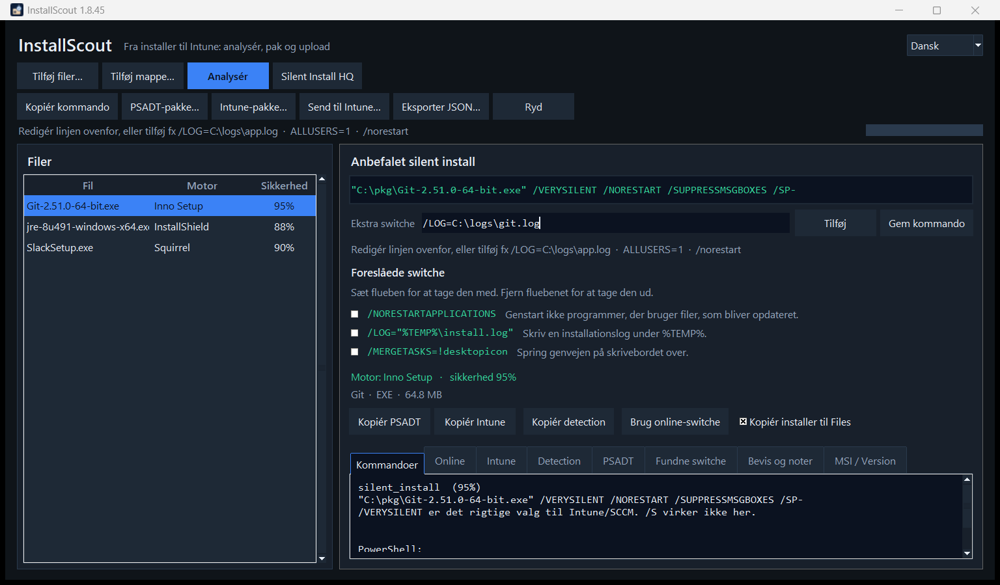 InstallScout 1.8.45
InstallScout Fra installer til Intune: analysér, pak og upload Dansk
Tilføj filer... Tilføj mappe... Analysér Silent Install HQ
Kopiér kommando PSADT-pakke... Intune-pakke... Send til Intune... Eksporter JSON... Ryd
Redigér linjen ovenfor, eller tilføj fx /LOG=C:\logs\app.log · ALLUSERS=1 · /norestart
Filer
Fil Motor Sikkerhed
Git-2.51.0-64-bit.exe Inno Setup 95%
jre-8u491-windows-x64.exe InstallShield 88%
SlackSetup.exe Squirrel 90%
Anbefalet silent install
"C:\pkg\Git-2.51.0-64-bit.exe" /VERYSILENT /NORESTART /SUPPRESSMSGBOXES /SP-
Ekstra switche /LOG=C:\logs\git.log Tilføj Gem kommando
Redigér linjen ovenfor, eller tilføj fx /LOG=C:\logs\app.log · ALLUSERS=1 · /norestart
Foreslåede switche
Sæt flueben for at tage den med. Fjern fluebenet for at tage den ud.
/NORESTARTAPPLICATIONS Genstart ikke programmer, der bruger filer, som bliver opdateret.
/LOG="%TEMP%\install.log" Skriv en installationslog under %TEMP%.
/MERGETASKS=!desktopicon Spring genvejen på skrivebordet over.
Motor: Inno Setup · sikkerhed 95%
Git · EXE · 64.8 MB
Kopiér PSADT Kopiér Intune Kopiér detection Brug online-switche Kopiér installer til Files
Kommandoer Online Intune Detection PSADT Fundne switche Bevis og noter MSI / Version
silent_install (95%)
"C:\pkg\Git-2.51.0-64-bit.exe" /VERYSILENT /NORESTART /SUPPRESSMSGBOXES /SP-
/VERYSILENT er det rigtige valg til Intune/SCCM. /S virker ikke her.
PowerShell: